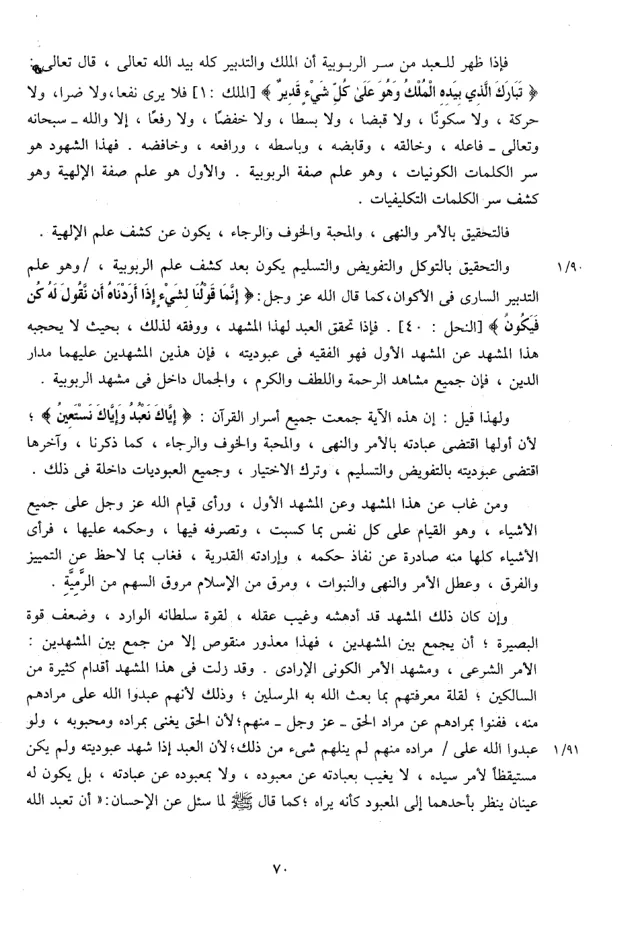 فإذا ظهر للعبد من سر الربوبية أن الملك والتدبير كله بيد الله تعالى ، قال تعالى :
﴿ تَبَارَكَ الَّذِي بِيَدِهِ الْمُلْكُ وَهُوَ عَلَىٰ كُلِّ شَيْءٍ قَدِيرٌ ﴾ [الملك : ١] فلا يرى نفعا، ولا ضرا، ولا
حركة ، ولا سكونًا ، ولا قبضا ، ولا بسطا ، ولا خفضًا ، ولا رفعًا ، إلا والله ـ سبحانه
وتعالى ـ فاعله ، وخالقه ، وقابضه ، وباسطه ، ورافعه ، وخافضه . فهذا الشهود هو
سر الكلمات الكونيات ، وهو علم صفة الربوبية . والأول هو علم صفة الإلهية وهو
كشف سر الكلمات التكليفيات .
فالتحقيق بالأمر والنهى ، والمحبة والخوف والرجاء ، يكون عن كشف علم الإلهية .
١/٩٠ والتحقيق بالتوكل والتفويض والتسليم يكون بعد كشف علم الربوبية ، / وهو علم
التدبير السارى فى الأكوان، كما قال الله عز وجل: ﴿ إِنَّمَا قَوْلُنَا لِشَيْءٍ إِذَا أَرَدْنَاهُ أَن نَّقُولَ لَهُ كُن
فَيَكُونُ ﴾ [النحل : ٤٠] . فإذا تحقق العبد لهذا المشهد ، ووفقه لذلك ، بحيث لا يحجبه
هذا المشهد عن المشهد الأول فهو الفقيه فى عبوديته ، فإن هذين المشهدين عليهما مدار
الدين ، فإن جميع مشاهد الرحمة واللطف والكرم ، والجمال داخل فى مشهد الربوبية .
ولهذا قيل : إن هذه الآية جمعت جميع أسرار القرآن : ﴿ إِيَّاكَ نَعْبُدُ وَإِيَّاكَ نَسْتَعِينُ ﴾ ؛
لأن أولها اقتضى عبادته بالأمر والنهى ، والمحبة والخوف والرجاء ، كما ذكرنا ، وآخرها
اقتضى عبوديته بالتفويض والتسليم ، وترك الاختيار ، وجميع العبوديات داخلة فى ذلك .
ومن غاب عن هذا المشهد وعن المشهد الأول ، ورأى قيام الله عز وجل على جميع
الأشياء ، وهو القيام على كل نفس بما كسبت ، وتصرفه فيها ، وحكمه عليها ، فرأى
الأشياء كلها منه صادرة عن نفاذ حكمه ، وإرادته القدرية ، فغاب بما لاحظ عن التمييز
والفرق ، وعطل الأمر والنهى والنبوات ، ومرق من الإسلام مروق السهم من الرَّمِيَّة .
وإن كان ذلك المشهد قد أدهشه وغيب عقله ، لقوة سلطانه الوارد ، وضعف قوة
البصيرة ؛ أن يجمع بين المشهدين ، فهذا معذور منقوص إلا من جمع بين المشهدين :
الأمر الشرعى ، ومشهد الأمر الكونى الإرادى . وقد زلت فى هذا المشهد أقدام كثيرة من
السالكين ؛ لقلة معرفتهم بما بعث الله به المرسلين ؛ وذلك لأنهم عبدوا الله على مرادهم
منه، ففنوا بمرادهم عن مراد الحق ـ عز وجل ـ منهم؛ لأن الحق يغنى بمراده ومحبوبه ، ولو
١/٩١ عبدوا الله على / مراده منهم لم ينلهم شىء من ذلك؛ لأن العبد إذا شهد عبوديته ولم يكن
مستيقظاً لأمر سيده ، لا يغيب بعبادته عن معبوده ، ولا بمعبوده عن عبادته ، بل يكون له
عينان ينظر بأحدهما إلى المعبود كأنه يراه ؛ كما قال ﷺ لما سئل عن الإحسان: « أن تعبد الله
٧٠